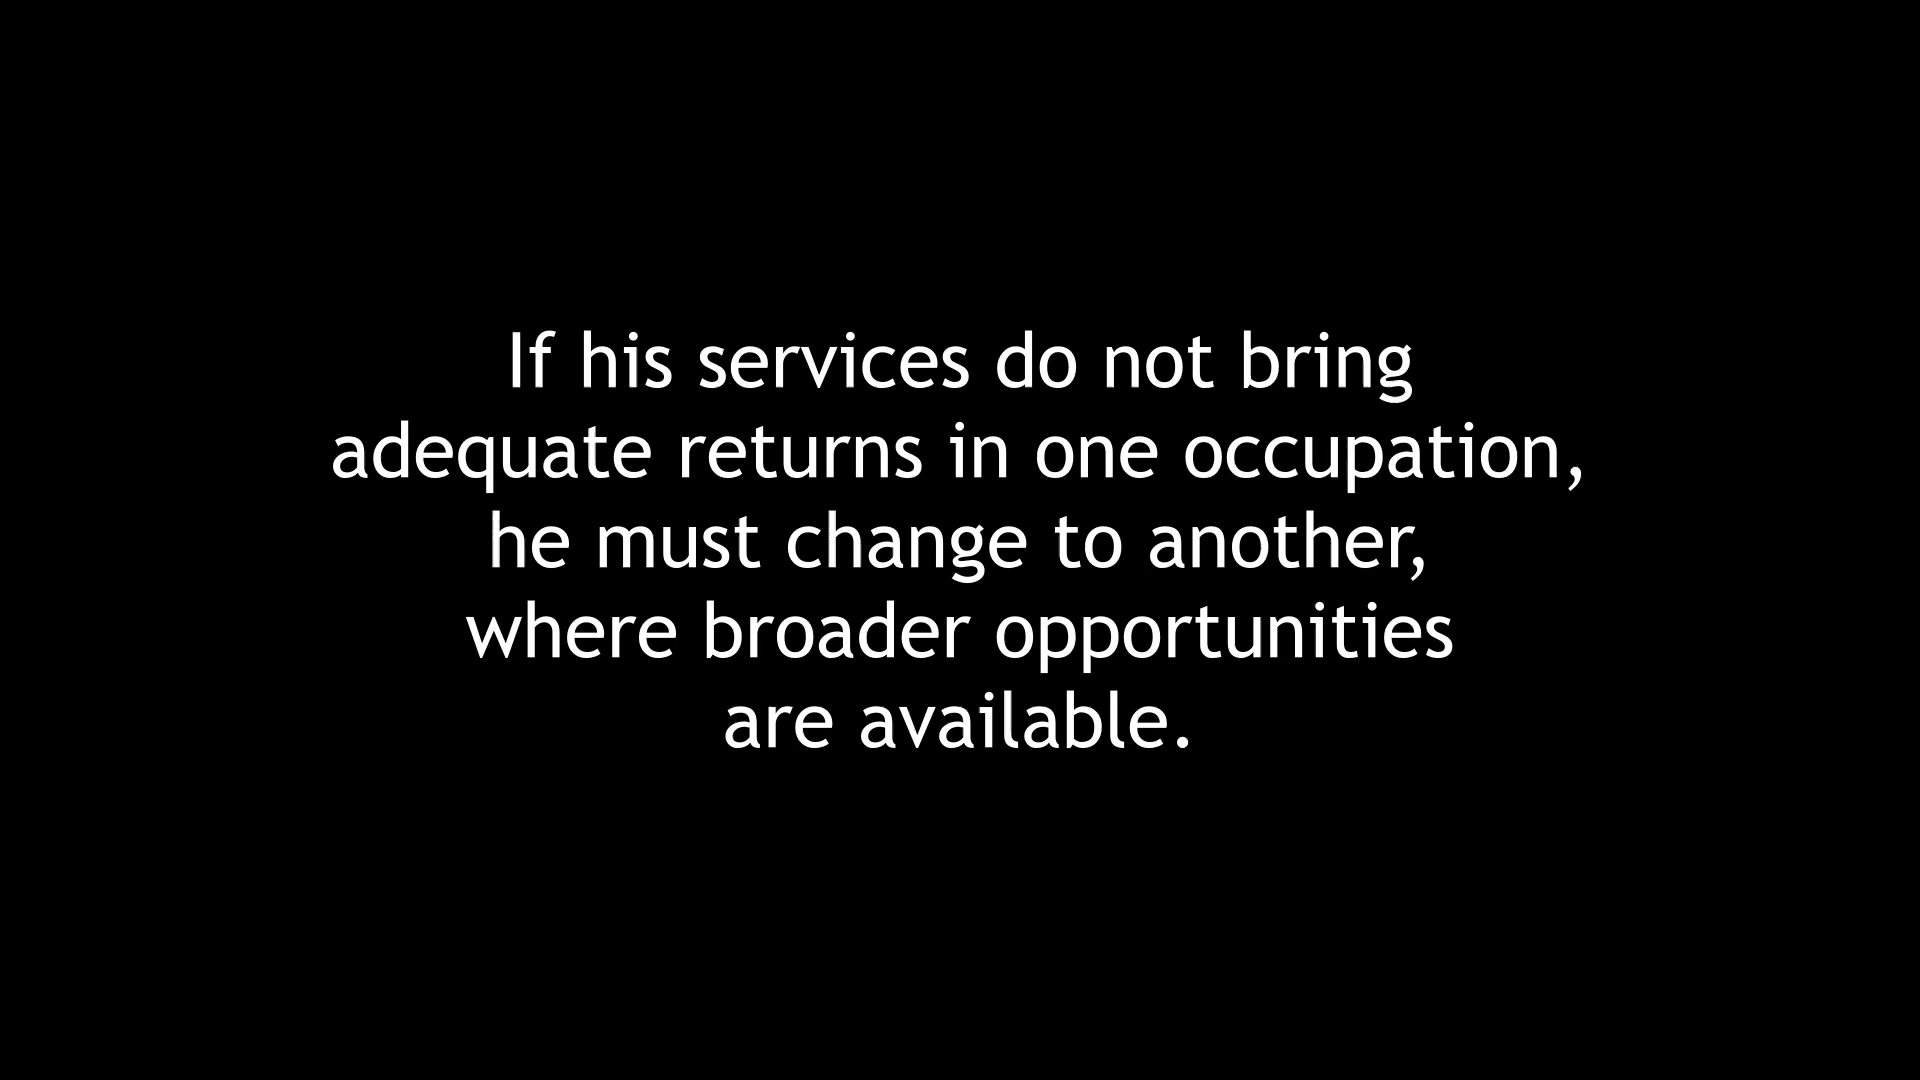 If his services do not bring
adequate returns in one occupation,
he must change to another,
where broader opportunities
are available.